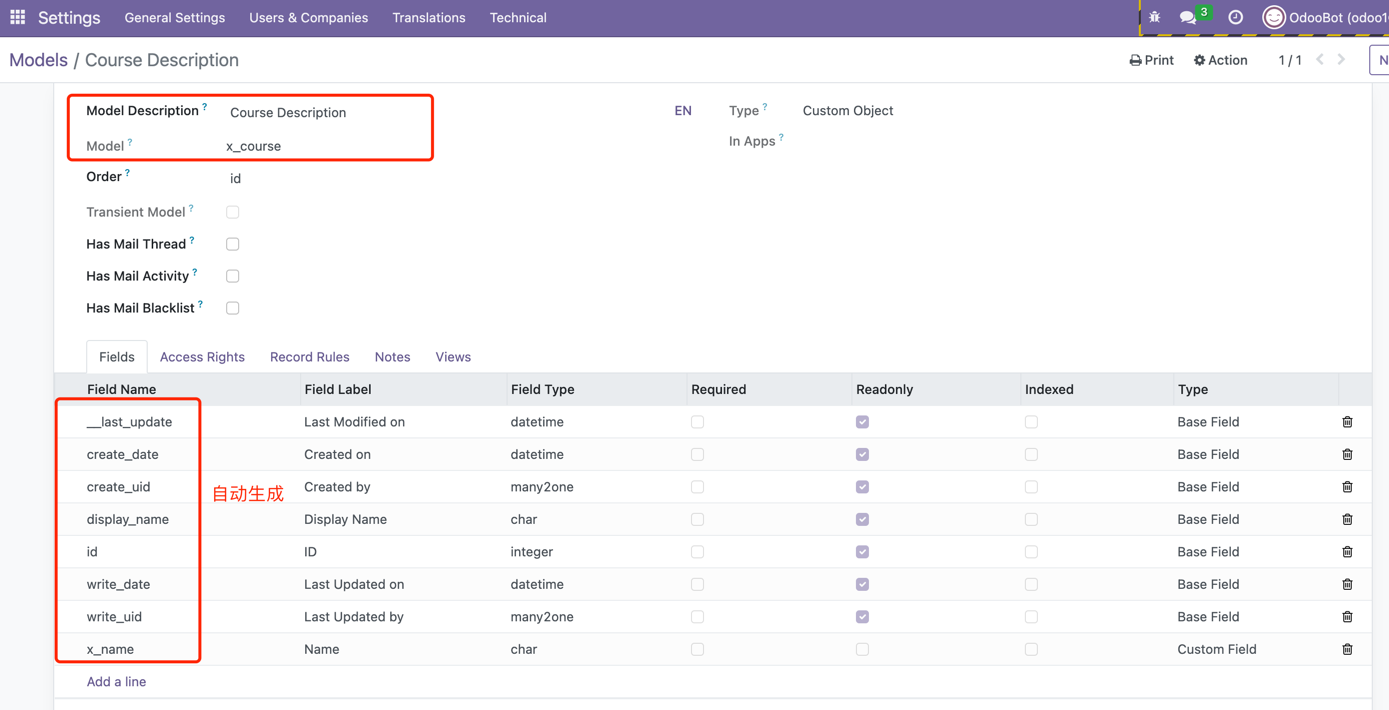 Settings General Settings Users & Companies Translations Technical 3 OdooBot (odoo1
Models / Course Description Print Action 1 / 1 N
Model Description ? Course Description EN Type ? Custom Object
Model ? x_course In Apps ?
Order ? id
Transient Model ?
Has Mail Thread ?
Has Mail Activity ?
Has Mail Blacklist ?
Fields Access Rights Record Rules Notes Views
Field Name Field Label Field Type Required Readonly Indexed Type
__last_update Last Modified on datetime Base Field
create_date Created on datetime Base Field
create_uid 自动生成 Created by many2one Base Field
display_name Display Name char Base Field
id ID integer Base Field
write_date Last Updated on datetime Base Field
write_uid Last Updated by many2one Base Field
x_name Name char Custom Field
Add a line